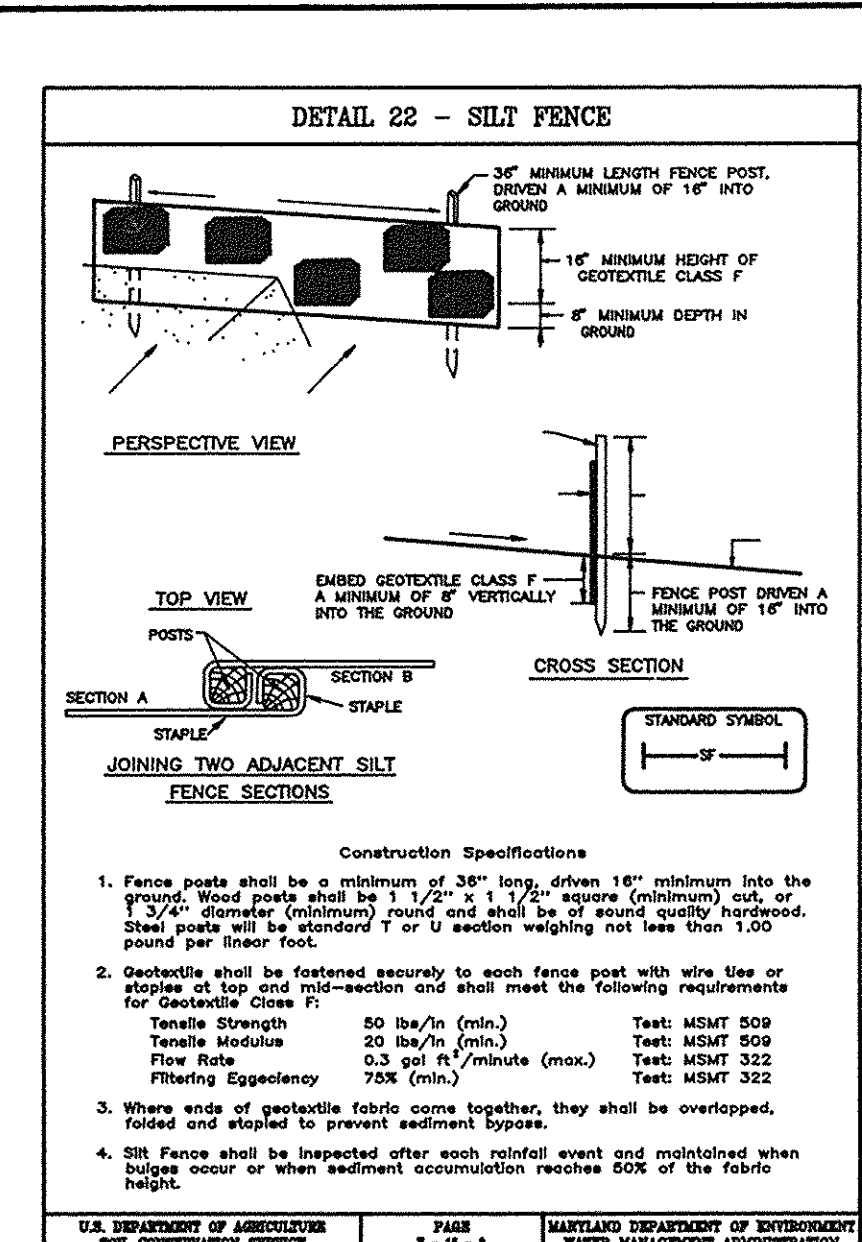 DETAIL 22 - SILT FENCE
36" MINIMUM LENGTH FENCE POST,
DRIVEN A MINIMUM OF 16" INTO
GROUND
16" MINIMUM HEIGHT OF
GEOTEXTILE CLASS F
8" MINIMUM DEPTH IN
GROUND
PERSPECTIVE VIEW
EMBED GEOTEXTILE CLASS F
A MINIMUM OF 8" VERTICALLY
INTO THE GROUND
FENCE POST DRIVEN A
MINIMUM OF 16" INTO
THE GROUND
CROSS SECTION
TOP VIEW
POSTS
SECTION B
SECTION A
STAPLE
STAPLE
JOINING TWO ADJACENT SILT
FENCE SECTIONS
STANDARD SYMBOL
SF
Construction Specifications
1. Fence posts shall be a minimum of 36" long, driven 16" minimum into the
ground. Wood posts shall be 1 1/2" x 1 1/2" square (minimum) cut, or
1 3/4" diameter (minimum) round and shall be of sound quality hardwood.
Steel posts will be standard T or U section weighing not less than 1.00
pound per linear foot.
2. Geotextile shall be fastened securely to each fence post with wire ties or
staples at top and mid-section and shall meet the following requirements
for Geotextile Class F:
Tensile Strength 50 lbs/in (min.) Test: MSMT 509
Tensile Modulus 20 lbs/in (min.) Test: MSMT 509
Flow Rate 0.3 gal ft²/minute (max.) Test: MSMT 322
Filtering Eggeciency 75% (min.) Test: MSMT 322
3. Where ends of geotextile fabric come together, they shall be overlapped,
folded and stapled to prevent sediment bypass.
4. Silt Fence shall be inspected after each rainfall event and maintained when
bulges occur or when sediment accumulation reaches 50% of the fabric
height.
U.S. DEPARTMENT OF AGRICULTURE
SOIL CONSERVATION SERVICE
PAGE
MARYLAND DEPARTMENT OF ENVIRONMENT
WATER MANAGEMENT ADMINISTRATION